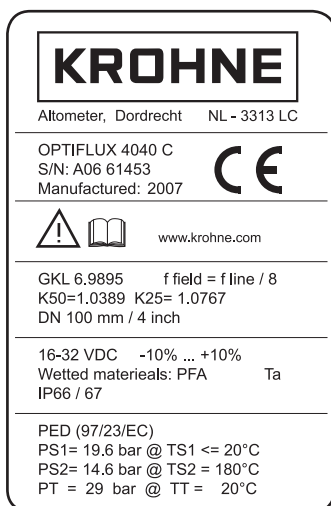 KROHNE
Altometer, Dordrecht NL - 3313 LC
OPTIFLUX 4040 C
S/N: A06 61453
Manufactured: 2007
CE
www.krohne.com
GKL 6.9895 f field = f line / 8
K50=1.0389 K25= 1.0767
DN 100 mm / 4 inch
16-32 VDC -10% ... +10%
Wetted materieals: PFA Ta
IP66 / 67
PED (97/23/EC)
PS1= 19.6 bar @ TS1 <= 20°C
PS2= 14.6 bar @ TS2 = 180°C
PT = 29 bar @ TT = 20°C